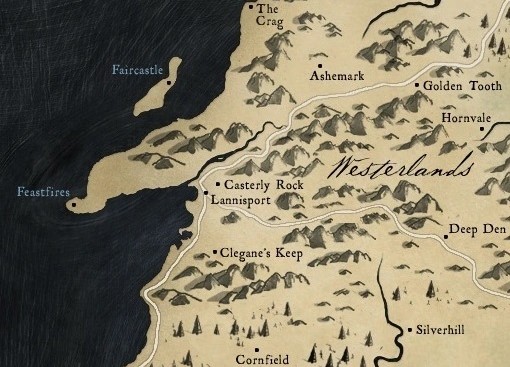 The
Crag
Faircastle
Ashemark
Golden Tooth
Hornvale
Westerlands
Feastfires
Casterly Rock
Lannisport
Deep Den
Clegane's Keep
Silverhill
Cornfield